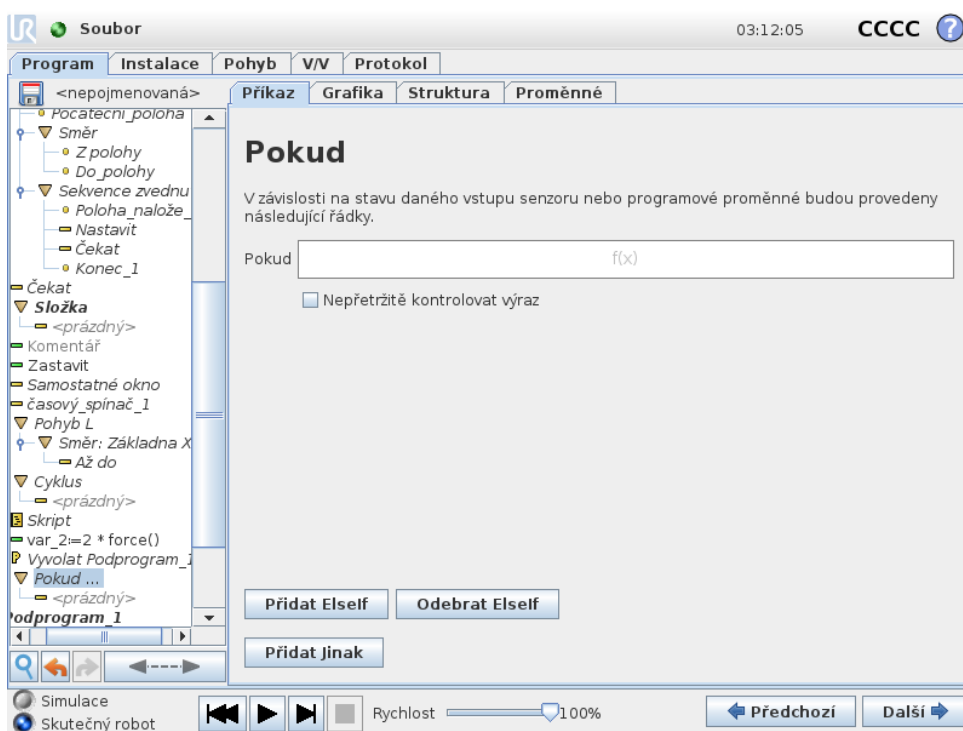 UR Soubor 03:12:05 CCCC ?
Program Instalace Pohyb V/V Protokol
<nepojmenovaná> Příkaz Grafika Struktura Proměnné
Počáteční_poloha
Směr
Z polohy
Do_polohy
Sekvence zvednu
Poloha_nalože_
Nastavit
Čekat
Konec_1
Čekat
Složka
<prázdný>
Komentář
Zastavit
Samostatné okno
časový_spínač_1
Pohyb L
Směr: Základna X
Až do
Cyklus
<prázdný>
Skript
var_2:=2 * force()
Vyvolat Podprogram_1
Pokud ...
<prázdný>
Podprogram_1
Pokud
V závislosti na stavu daného vstupu senzoru nebo programové proměnné budou provedeny
následující řádky.
Pokud f(x)
Nepřetržitě kontrolovat výraz
Přidat ElseIf Odebrat ElseIf
Přidat Jinak
Simulace
Skutečný robot
Rychlost 100% Předchozí Další